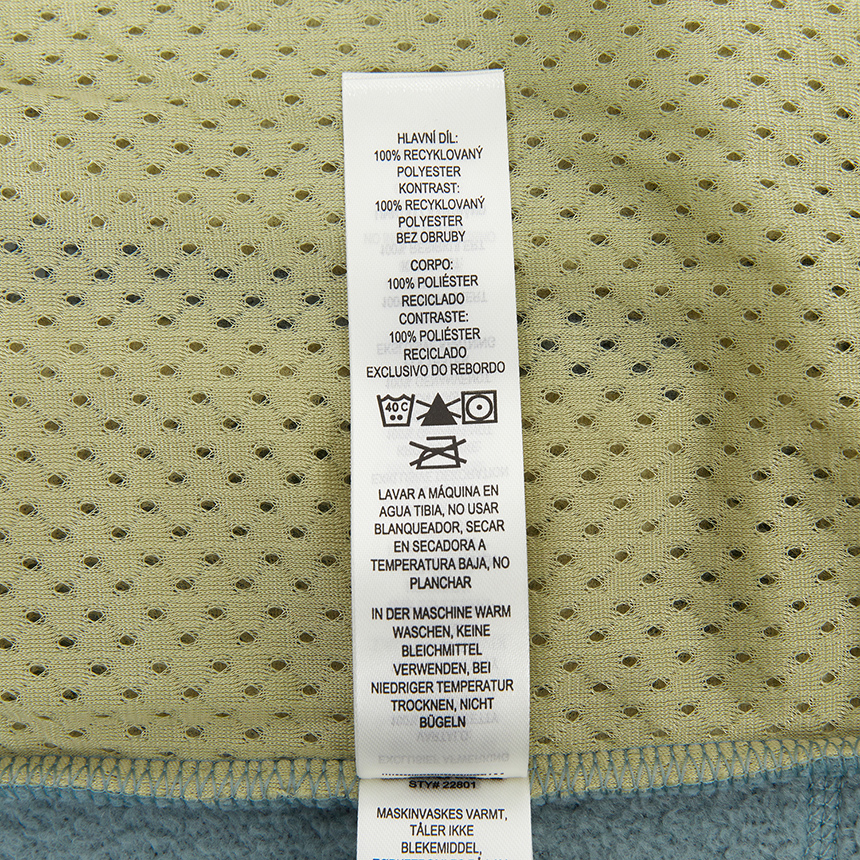 HLAVNÍ DÍL:
100% RECYKLOVANÝ
POLYESTER
KONTRAST:
100% RECYKLOVANÝ
POLYESTER
BEZ OBRUBY
CORPO:
100% POLIÉSTER
RECICLADO
CONTRASTE:
100% POLIÉSTER
RECICLADO
EXCLUSIVO DO REBORDO
40 C
LAVAR A MÁQUINA EN
AGUA TIBIA, NO USAR
BLANQUEADOR, SECAR
EN SECADORA A
TEMPERATURA BAJA, NO
PLANCHAR
IN DER MASCHINE WARM
WASCHEN, KEINE
BLEICHMITTEL
VERWENDEN, BEI
NIEDRIGER TEMPERATUR
TROCKNEN, NICHT
BÜGELN
STY# 22801
MASKINVASKES VARMT,
TÅLER IKKE
BLEKEMIDDEL,